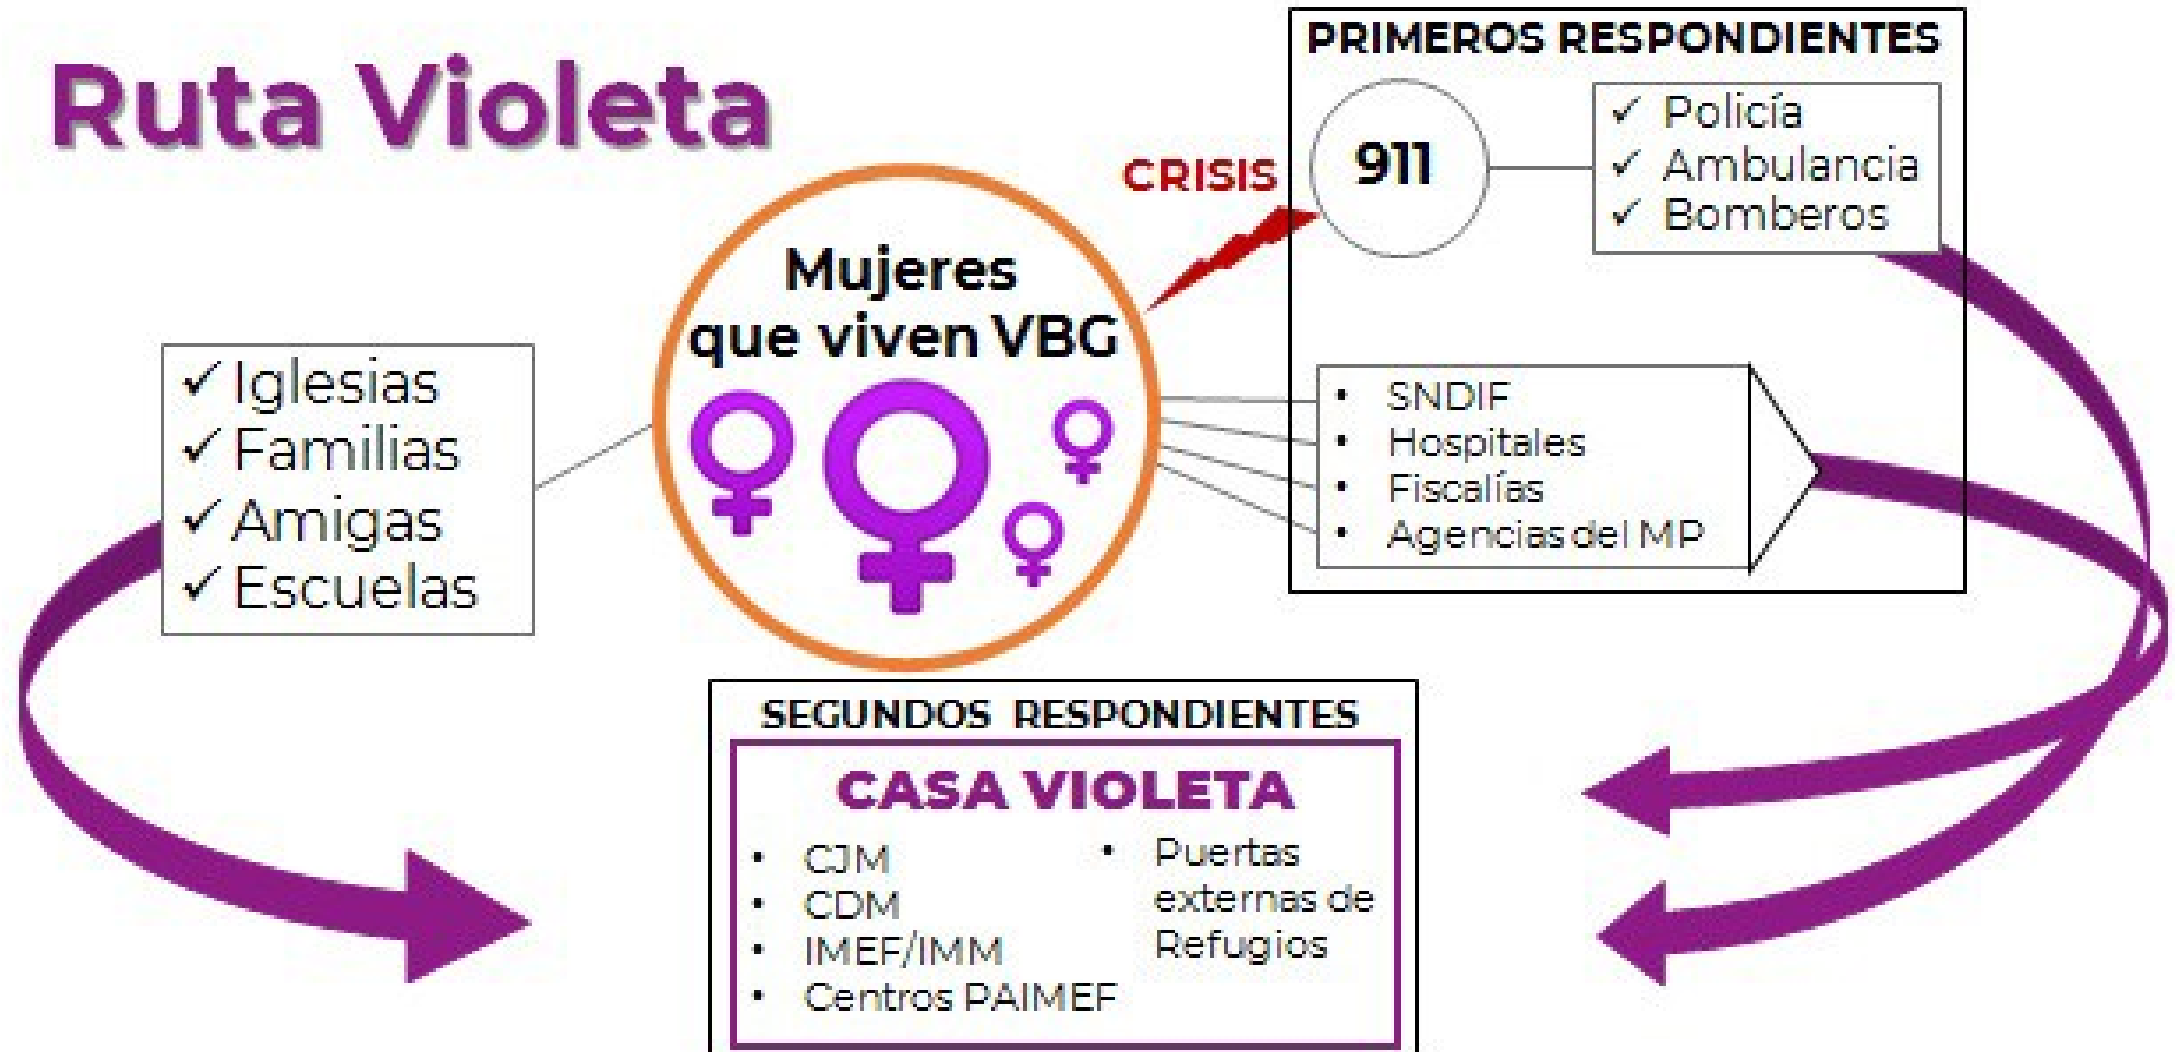 Ruta Violeta
PRIMEROS RESPONDIENTES
CRISIS
911
✓ Policía
✓ Ambulancia
✓ Bomberos
Mujeres
que viven VBG
✓ Iglesias
✓ Familias
✓ Amigas
✓ Escuelas
• SNDIF
• Hospitales
• Fiscalías
• Agencias del MP
SEGUNDOS RESPONDIENTES
CASA VIOLETA
• CJM
• CDM
• IMEF/IMM
• Centros PAIMEF
• Puertas
externas de
Refugios